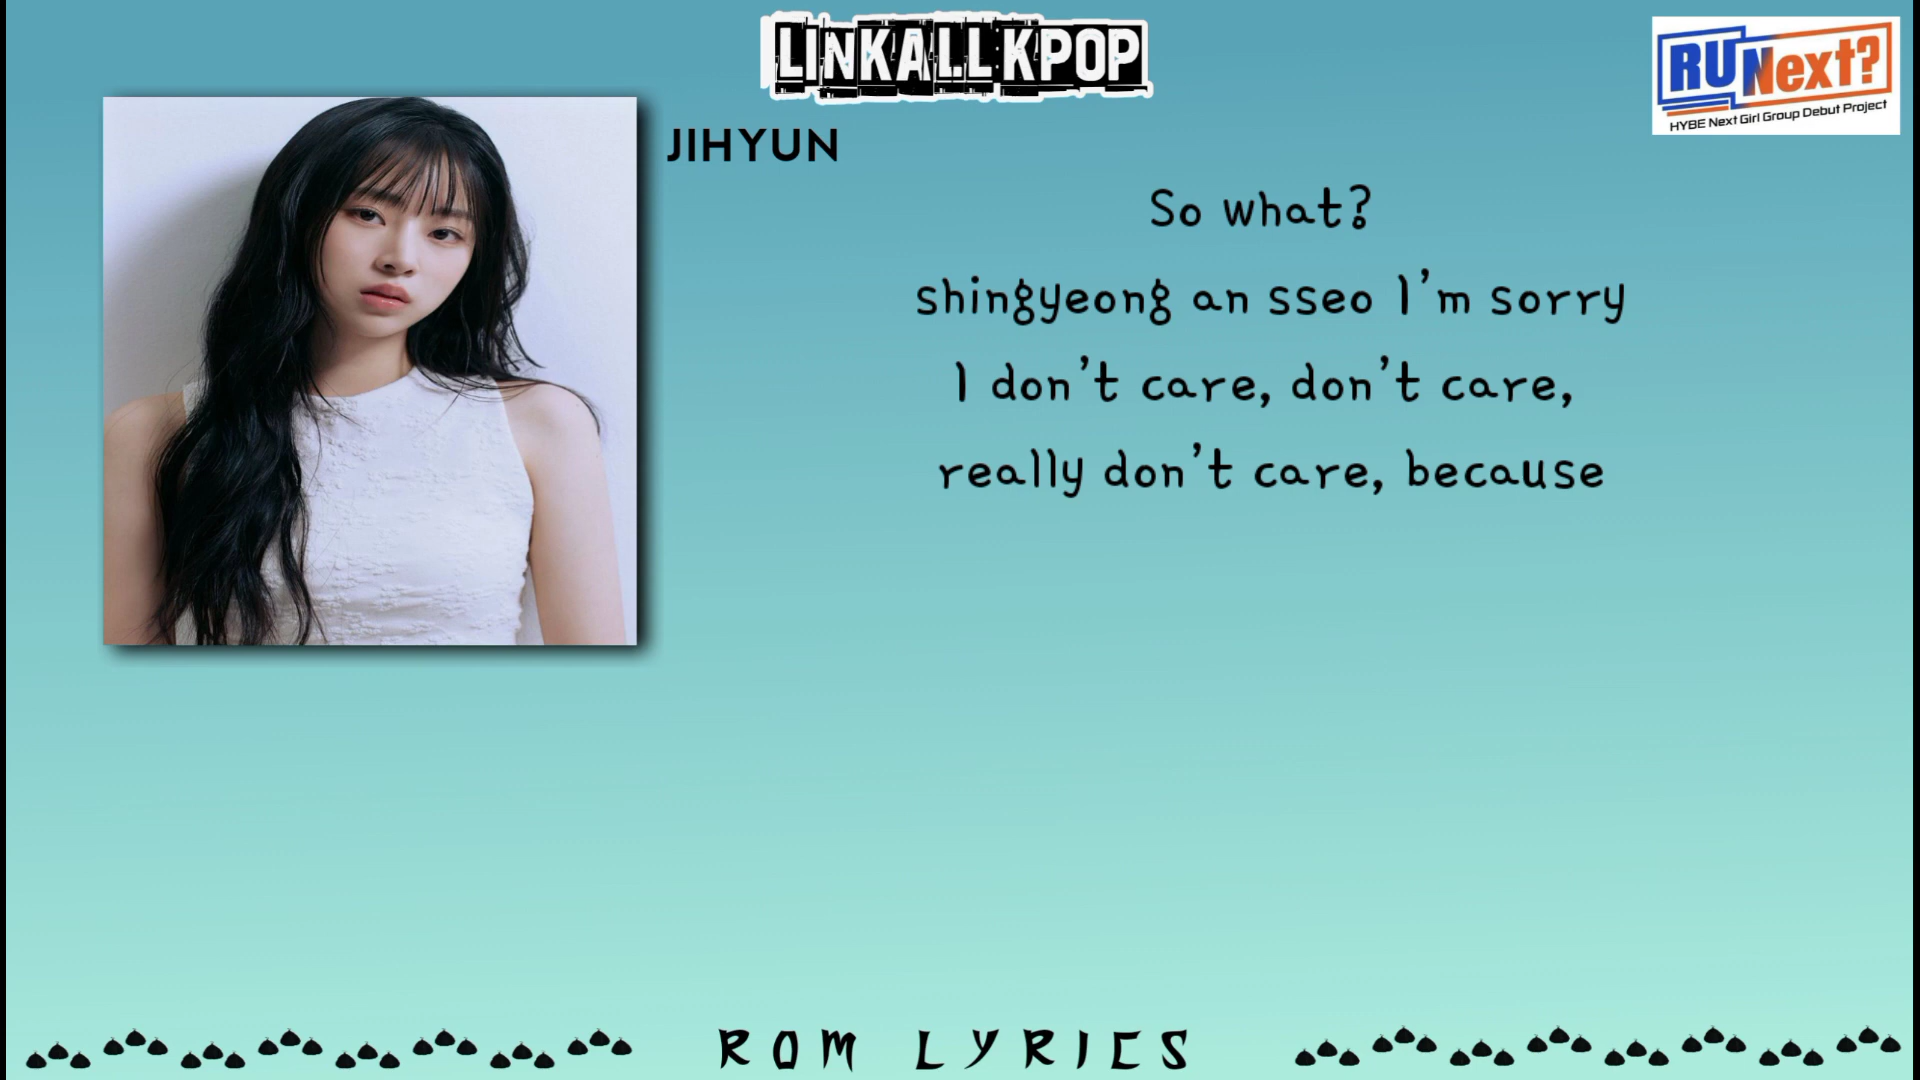 LINKALLKPOP
RUNext?
HYBE Next Girl Group Debut Project
JIHYUN
So what?
shingyeong an sseo I'm sorry
I don't care, don't care,
really don't care, because
ROM LYRICS